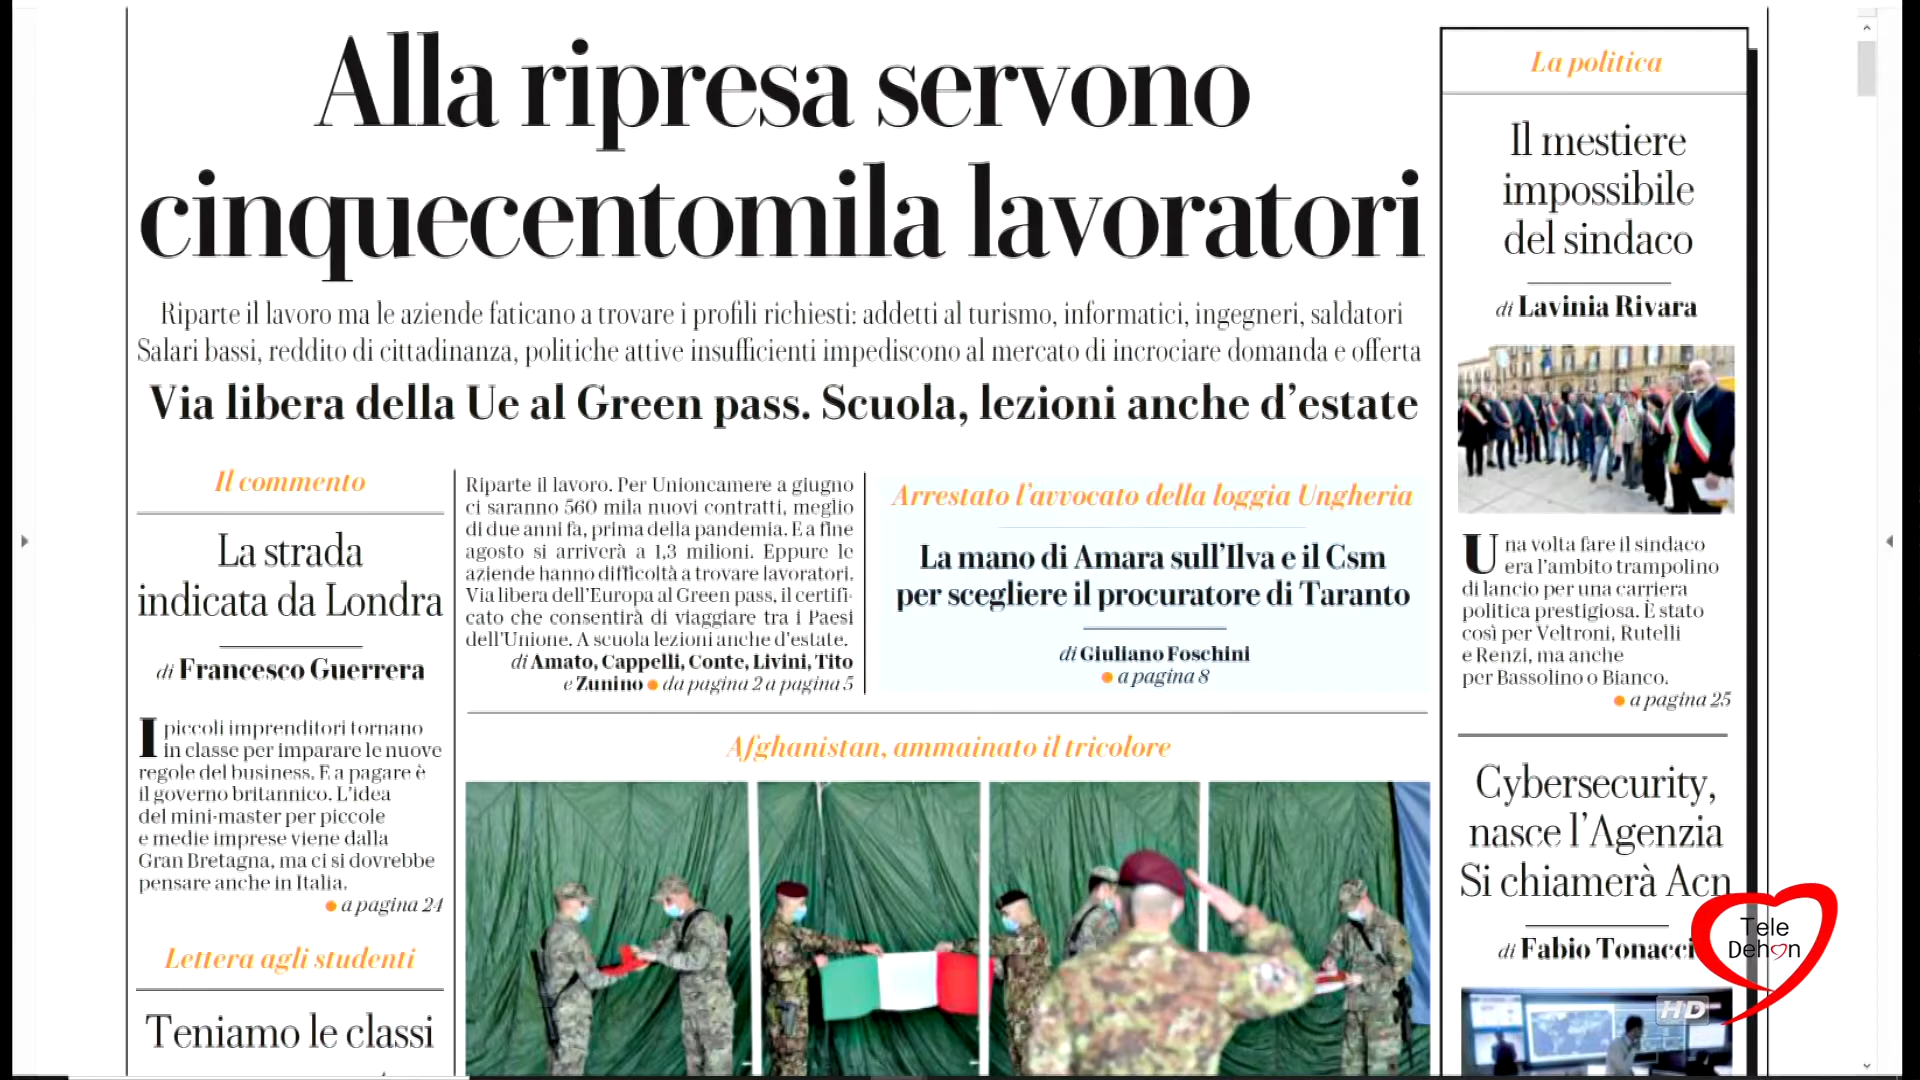 Alla ripresa servono
cinquecentomila lavoratori
Riparte il lavoro ma le aziende faticano a trovare i profili richiesti: addetti al turismo, informatici, ingegneri, saldatori
Salari bassi, reddito di cittadinanza, politiche attive insufficienti impediscono al mercato di incrociare domanda e offerta
Via libera della Ue al Green pass. Scuola, lezioni anche d'estate
Il commento
La strada
indicata da Londra
di Francesco Guerrera
I piccoli imprenditori tornano
in classe per imparare le nuove
regole del business. E a pagare è
il governo britannico. L'idea
del mini-master per piccole
e medie imprese viene dalla
Gran Bretagna, ma ci si dovrebbe
pensare anche in Italia.
a pagina 24
Lettera agli studenti
Teniamo le classi
Riparte il lavoro. Per Unioncamere a giugno
ci saranno 560 mila nuovi contratti, meglio
di due anni fa, prima della pandemia. E a fine
agosto si arriverà a 1,3 milioni. Eppure le
aziende hanno difficoltà a trovare lavoratori.
Via libera dell'Europa al Green pass, il certifi-
cato che consentirà di viaggiare tra i Paesi
dell'Unione. A scuola lezioni anche d'estate.
di Amato, Cappelli, Conte, Livini, Tito
e Zunino ● da pagina 2 a pagina 5
Arrestato l'avvocato della loggia Ungheria
La mano di Amara sull'Ilva e il Csm
per scegliere il procuratore di Taranto
di Giuliano Foschini
● a pagina 8
Afghanistan, ammainato il tricolore
La politica
Il mestiere
impossibile
del sindaco
di Lavinia Rivara
Una volta fare il sindaco
era l'ambito trampolino
di lancio per una carriera
politica prestigiosa. È stato
così per Veltroni, Rutelli
e Renzi, ma anche
per Bassolino o Bianco.
● a pagina 25
Cybersecurity,
nasce l'Agenzia
Si chiamerà Acn
di Fabio Tonacci
Tele
Dehon
HD